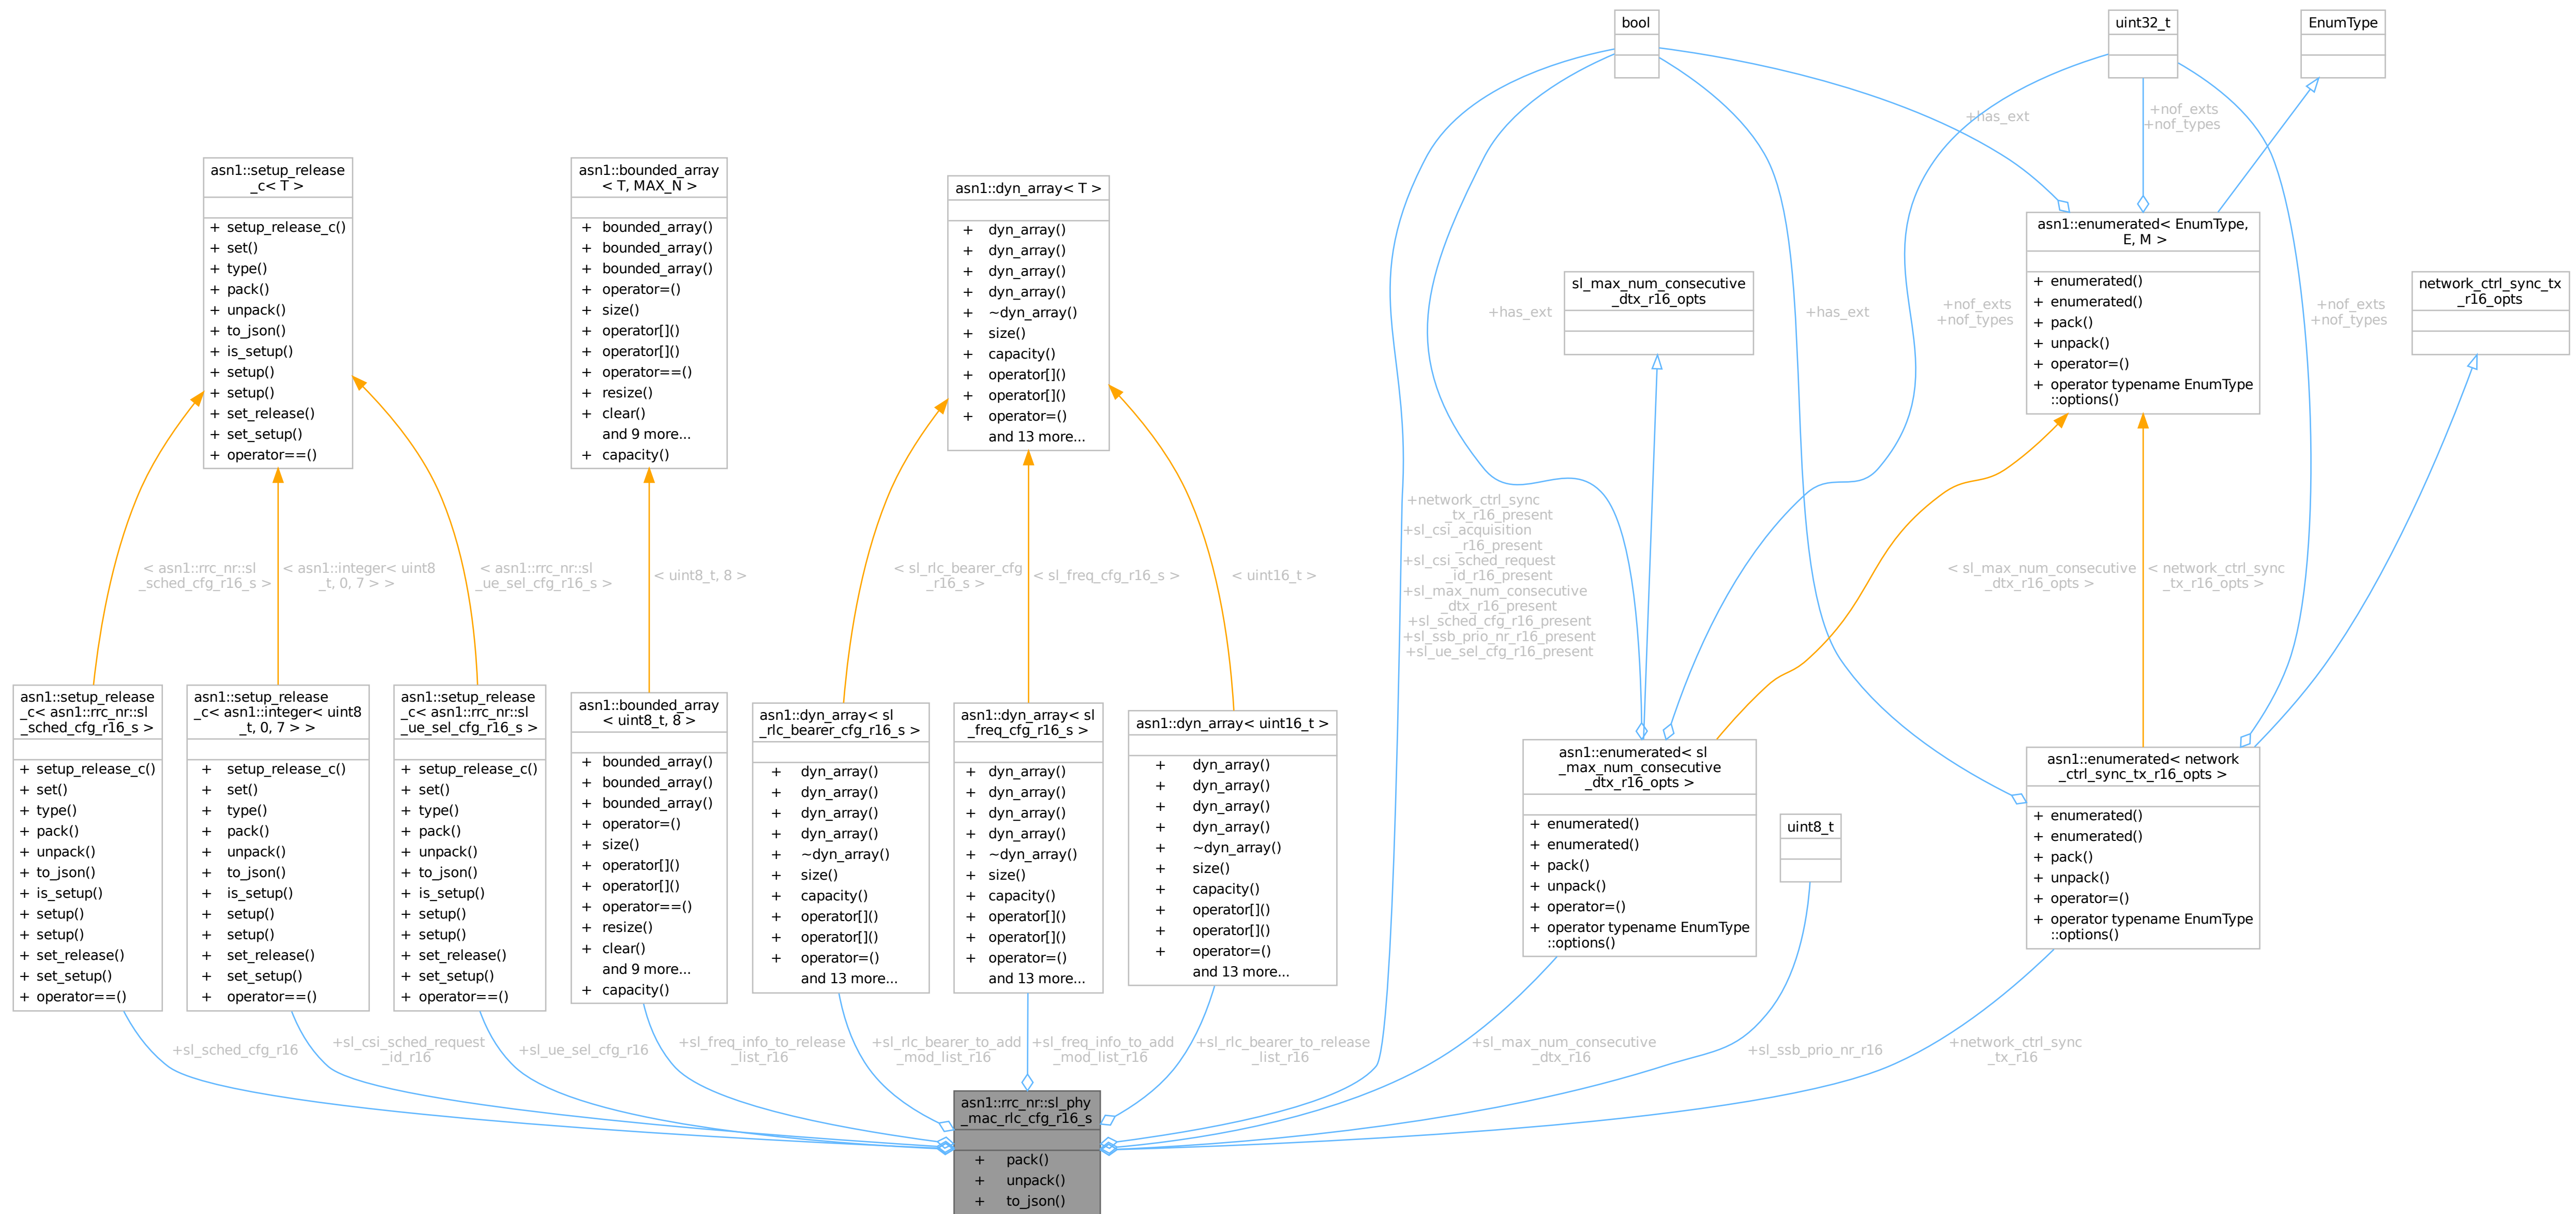 bool
uint32_t
EnumType
+has_ext
+nof_exts
+nof_types
asn1::setup_release
_c< T >
+ setup_release_c()
+ set()
+ type()
+ pack()
+ unpack()
+ to_json()
+ is_setup()
+ setup()
+ setup()
+ set_release()
+ set_setup()
+ operator==()
asn1::bounded_array
< T, MAX_N >
+ bounded_array()
+ bounded_array()
+ bounded_array()
+ operator=()
+ size()
+ operator[]()
+ operator[]()
+ operator==()
+ resize()
+ clear()
and 9 more...
+ capacity()
asn1::dyn_array< T >
+ dyn_array()
+ dyn_array()
+ dyn_array()
+ dyn_array()
+ ~dyn_array()
+ size()
+ capacity()
+ operator[]()
+ operator[]()
+ operator=()
and 13 more...
+has_ext
sl_max_num_consecutive
_dtx_r16_opts
+has_ext
+nof_exts
+nof_types
asn1::enumerated< EnumType,
E, M >
+ enumerated()
+ enumerated()
+ pack()
+ unpack()
+ operator=()
+ operator typename EnumType
::options()
+nof_exts
+nof_types
network_ctrl_sync_tx
_r16_opts
< asn1::rrc_nr::sl
_sched_cfg_r16_s >
< asn1::integer< uint8
_t, 0, 7 > >
< asn1::rrc_nr::sl
_ue_sel_cfg_r16_s >
< uint8_t, 8 >
< sl_rlc_bearer_cfg
_r16_s >
< sl_freq_cfg_r16_s >
< uint16_t >
+network_ctrl_sync
_tx_r16_present
+sl_csi_acquisition
_r16_present
+sl_csi_sched_request
_id_r16_present
+sl_max_num_consecutive
_dtx_r16_present
+sl_sched_cfg_r16_present
+sl_ssb_prio_nr_r16_present
+sl_ue_sel_cfg_r16_present
< sl_max_num_consecutive
_dtx_r16_opts >
< network_ctrl_sync
_tx_r16_opts >
asn1::setup_release
_c< asn1::rrc_nr::sl
_sched_cfg_r16_s >
+ setup_release_c()
+ set()
+ type()
+ pack()
+ unpack()
+ to_json()
+ is_setup()
+ setup()
+ setup()
+ set_release()
+ set_setup()
+ operator==()
asn1::setup_release
_c< asn1::integer< uint8
_t, 0, 7 > >
+ setup_release_c()
+ set()
+ type()
+ pack()
+ unpack()
+ to_json()
+ is_setup()
+ setup()
+ setup()
+ set_release()
+ set_setup()
+ operator==()
asn1::setup_release
_c< asn1::rrc_nr::sl
_ue_sel_cfg_r16_s >
+ setup_release_c()
+ set()
+ type()
+ pack()
+ unpack()
+ to_json()
+ is_setup()
+ setup()
+ setup()
+ set_release()
+ set_setup()
+ operator==()
asn1::bounded_array
< uint8_t, 8 >
+ bounded_array()
+ bounded_array()
+ bounded_array()
+ operator=()
+ size()
+ operator[]()
+ operator[]()
+ operator==()
+ resize()
+ clear()
and 9 more...
+ capacity()
asn1::dyn_array< sl
_rlc_bearer_cfg_r16_s >
+ dyn_array()
+ dyn_array()
+ dyn_array()
+ dyn_array()
+ ~dyn_array()
+ size()
+ capacity()
+ operator[]()
+ operator[]()
+ operator=()
and 13 more...
asn1::dyn_array< sl
_freq_cfg_r16_s >
+ dyn_array()
+ dyn_array()
+ dyn_array()
+ dyn_array()
+ ~dyn_array()
+ size()
+ capacity()
+ operator[]()
+ operator[]()
+ operator=()
and 13 more...
asn1::dyn_array< uint16_t >
+ dyn_array()
+ dyn_array()
+ dyn_array()
+ dyn_array()
+ ~dyn_array()
+ size()
+ capacity()
+ operator[]()
+ operator[]()
+ operator=()
and 13 more...
asn1::enumerated< sl
_max_num_consecutive
_dtx_r16_opts >
+ enumerated()
+ enumerated()
+ pack()
+ unpack()
+ operator=()
+ operator typename EnumType
::options()
uint8_t
asn1::enumerated< network
_ctrl_sync_tx_r16_opts >
+ enumerated()
+ enumerated()
+ pack()
+ unpack()
+ operator=()
+ operator typename EnumType
::options()
+sl_sched_cfg_r16
+sl_csi_sched_request
_id_r16
+sl_ue_sel_cfg_r16
+sl_freq_info_to_release
_list_r16
+sl_rlc_bearer_to_add
_mod_list_r16
+sl_freq_info_to_add
_mod_list_r16
+sl_rlc_bearer_to_release
_list_r16
+sl_max_num_consecutive
_dtx_r16
+sl_ssb_prio_nr_r16
+network_ctrl_sync
_tx_r16
asn1::rrc_nr::sl_phy
_mac_rlc_cfg_r16_s
+ pack()
+ unpack()
+ to_json()